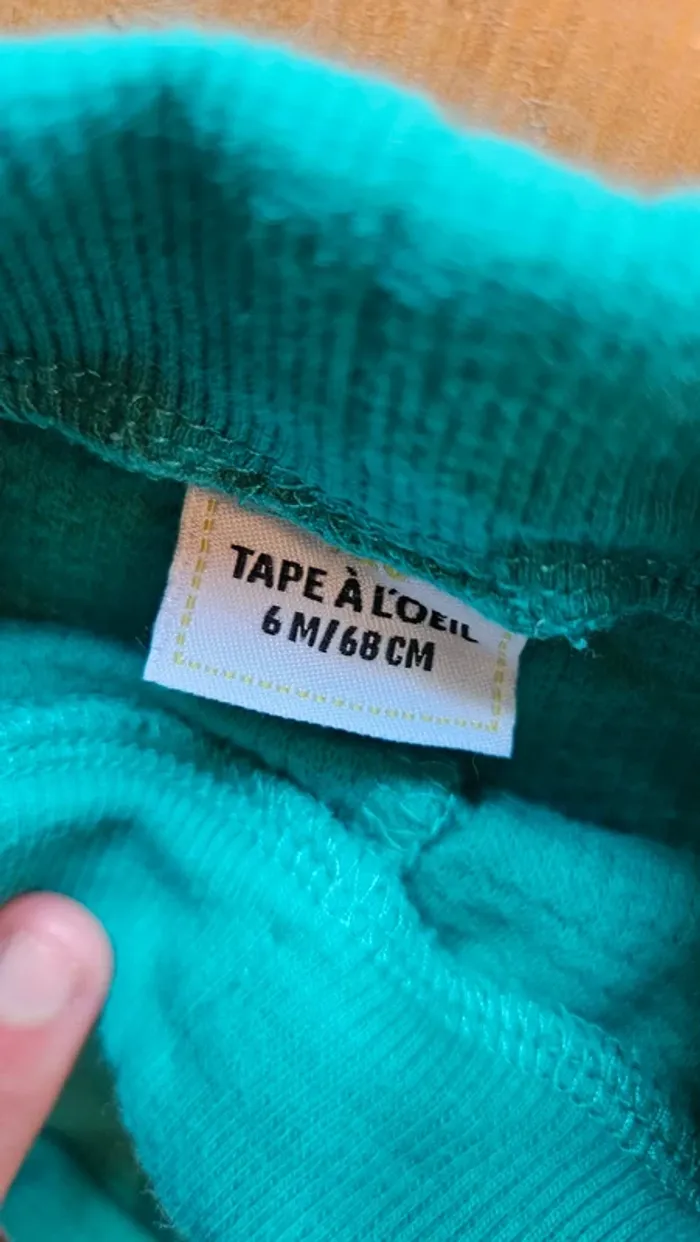 TAPE À L'OEIL
6 M/68 CM